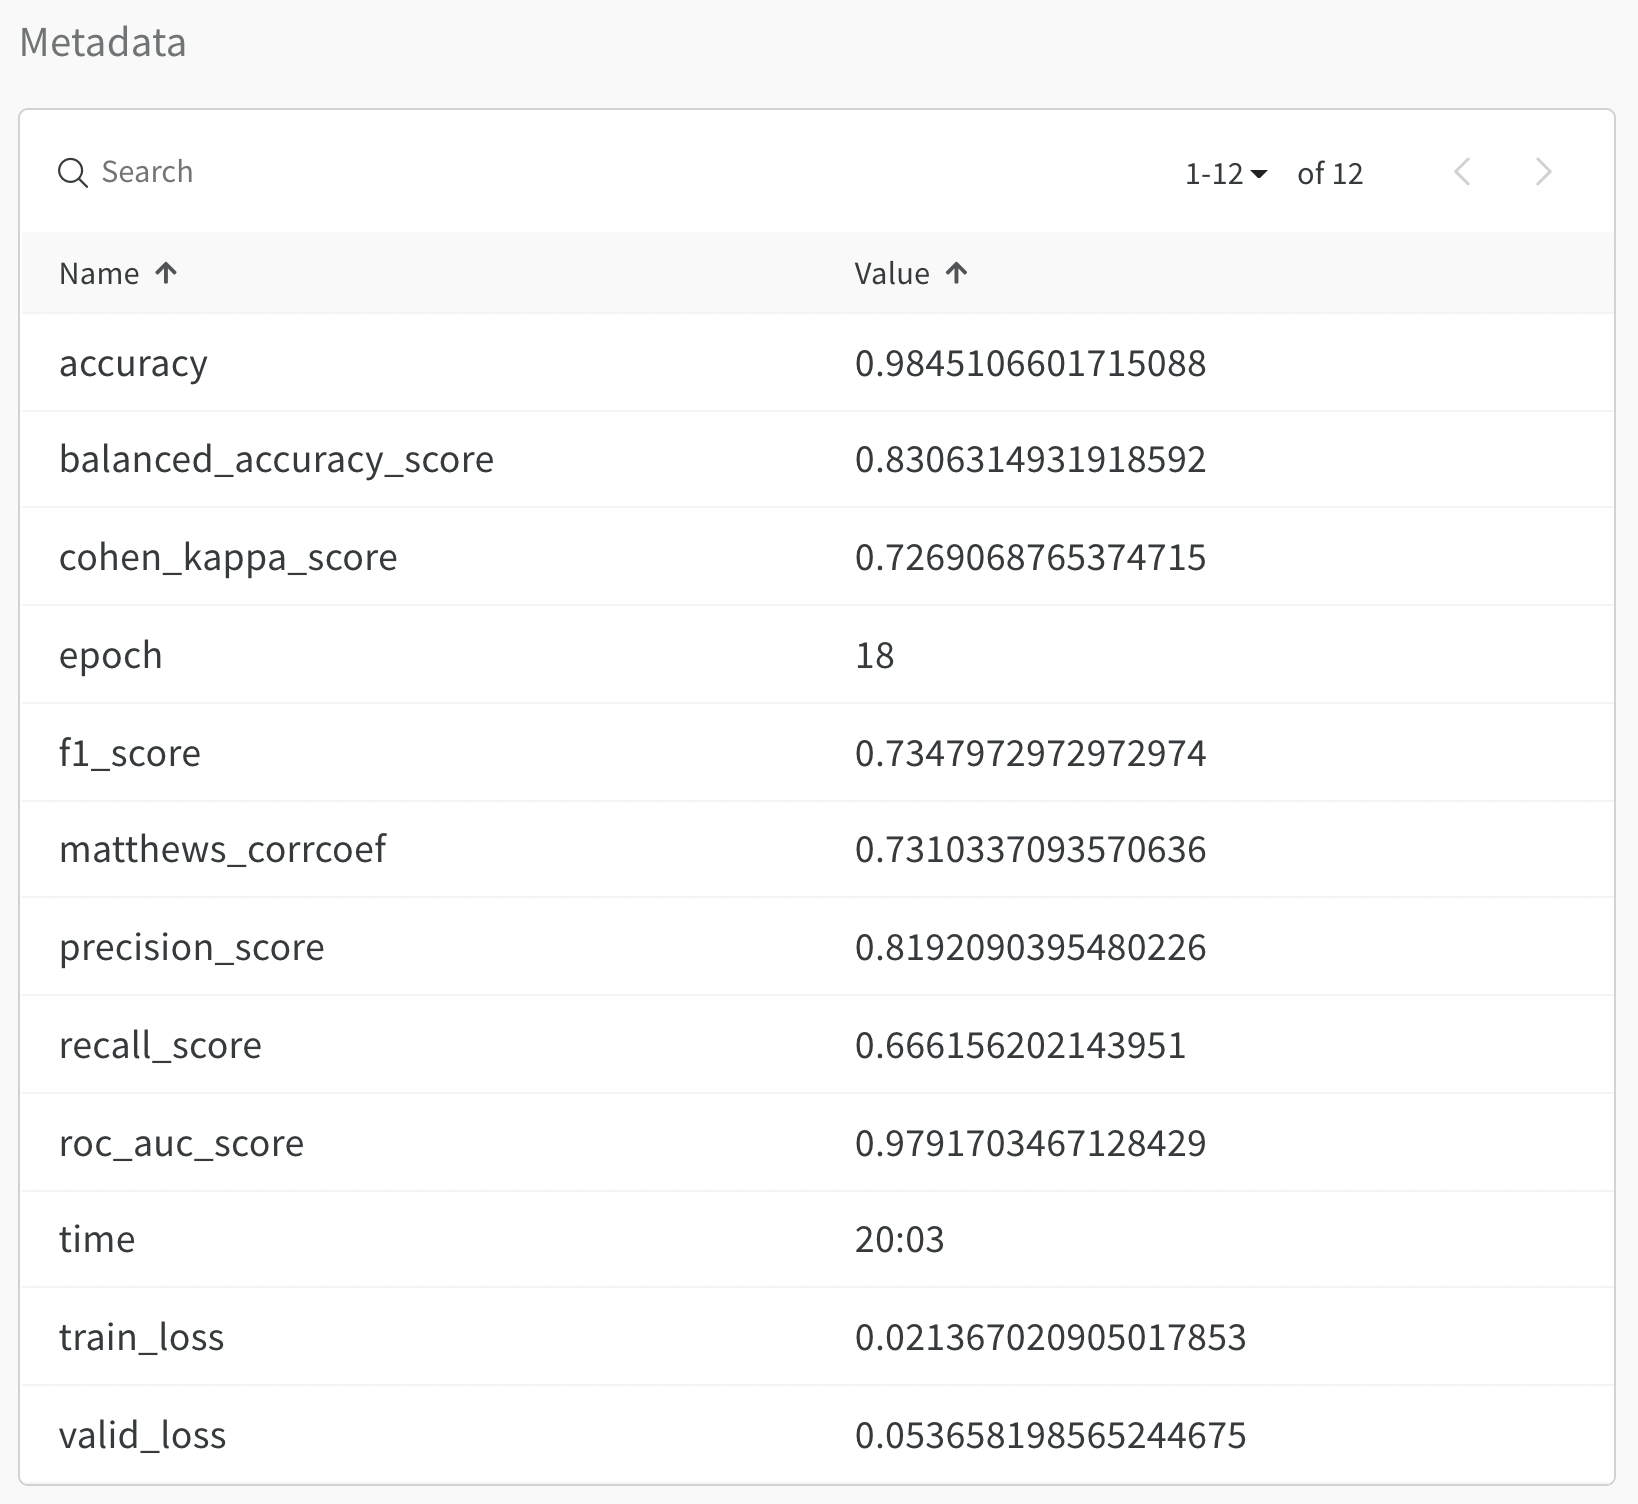 Metadata
Search 1-12 of 12
Name Value
accuracy 0.9845106601715088
balanced_accuracy_score 0.8306314931918592
cohen_kappa_score 0.7269068765374715
epoch 18
f1_score 0.7347972972972974
matthews_corrcoef 0.7310337093570636
precision_score 0.8192090395480226
recall_score 0.666156202143951
roc_auc_score 0.9791703467128429
time 20:03
train_loss 0.021367020905017853
valid_loss 0.053658198565244675